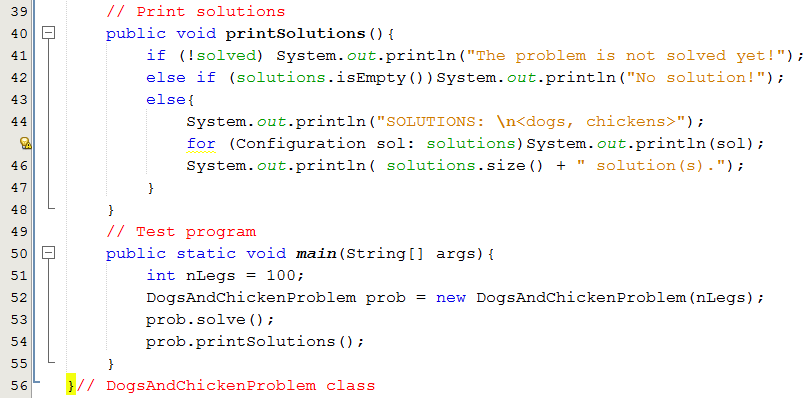 39 // Print solutions
40 public void printSolutions(){
41 if (!solved) System.out.println("The problem is not solved yet!");
42 else if (solutions.isEmpty())System.out.println("No solution!");
43 else{
44 System.out.println("SOLUTIONS: \n<dogs, chickens>");
for (Configuration sol: solutions)System.out.println(sol);
46 System.out.println( solutions.size() + " solution(s).");
47 }
48 }
49 // Test program
50 public static void main(String[] args){
51 int nLegs = 100;
52 DogsAndChickenProblem prob = new DogsAndChickenProblem(nLegs);
53 prob.solve();
54 prob.printSolutions();
55 }
56 }// DogsAndChickenProblem class